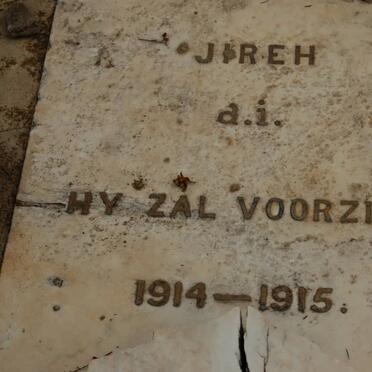 JIREH
d.i.
HY ZAL VOORZI
1914—1915.